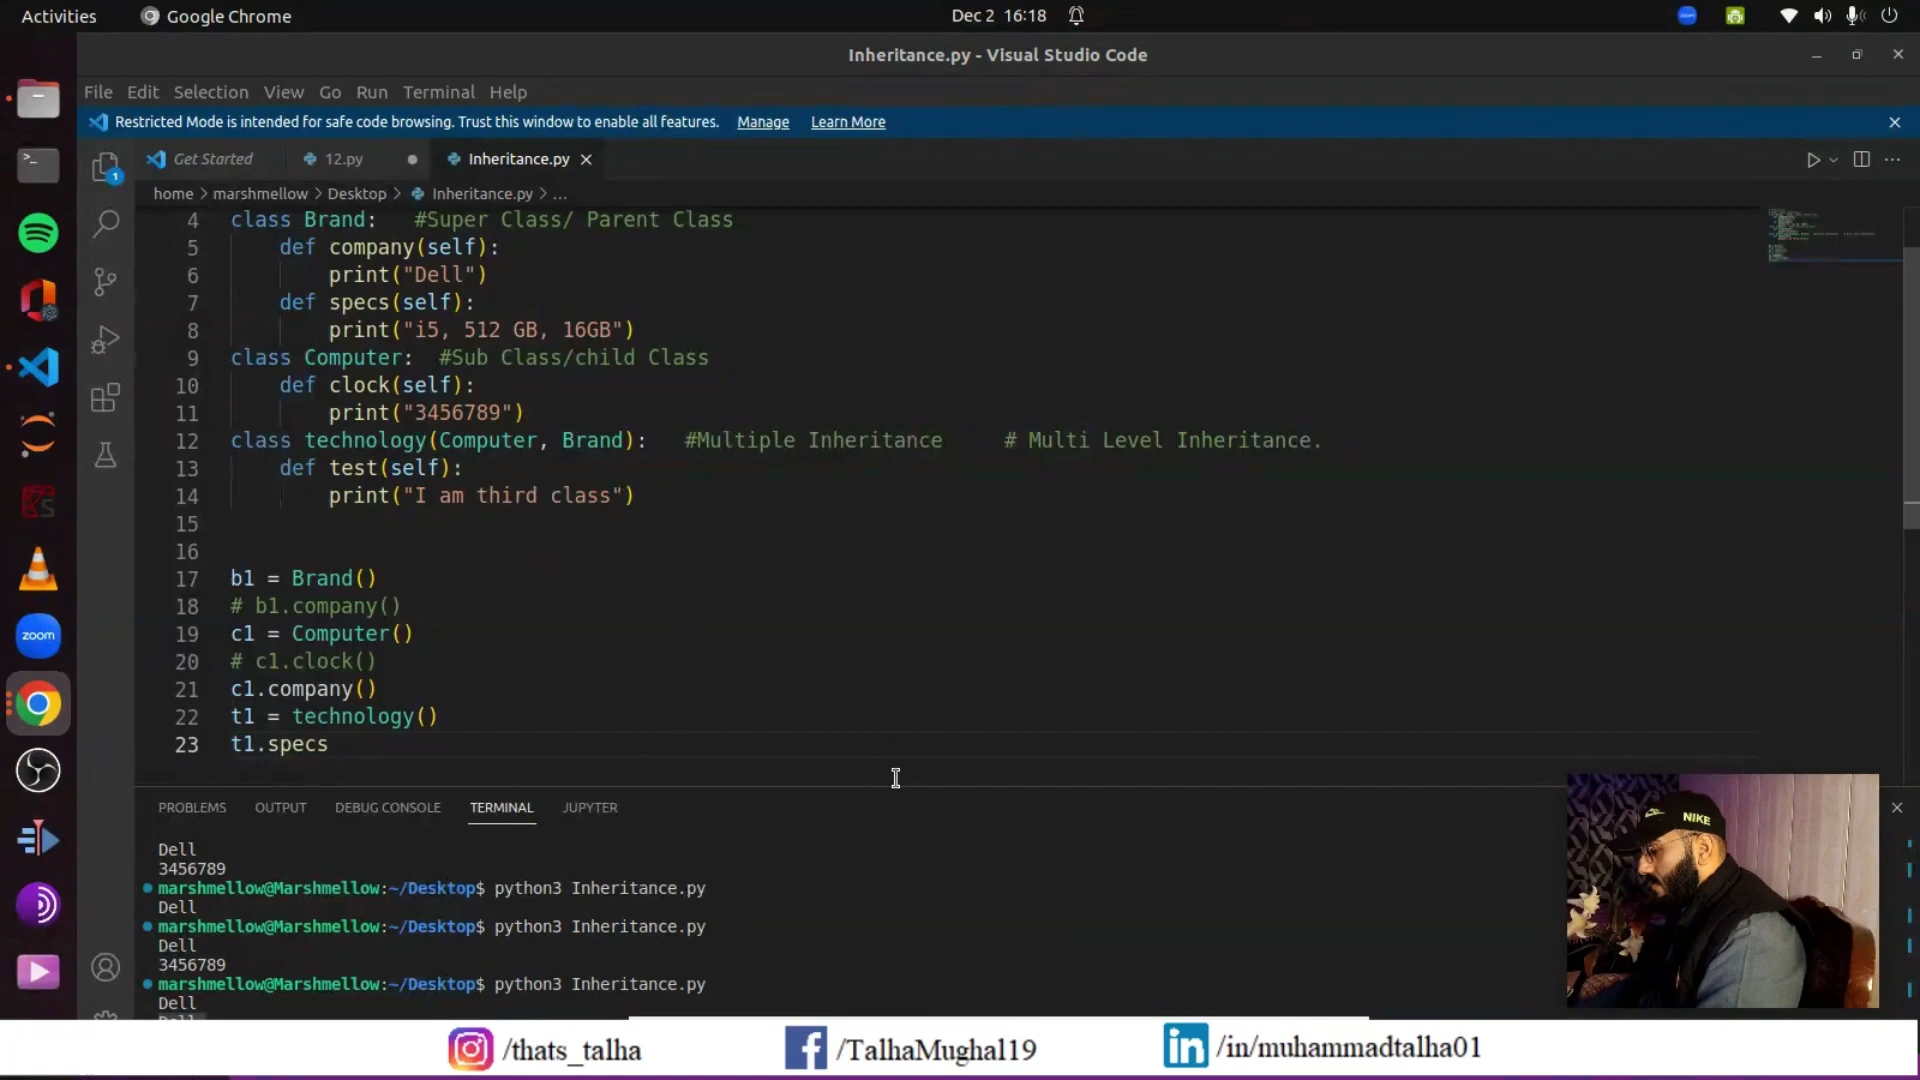 Activities
Google Chrome
Dec 2 16:18
Inheritance.py - Visual Studio Code
File Edit Selection View Go Run Terminal Help
Restricted Mode is intended for safe code browsing. Trust this window to enable all features. Manage Learn More
Get Started
12.py
Inheritance.py
home > marshmellow > Desktop > Inheritance.py > ...
4 class Brand: #Super Class/ Parent Class
5 def company(self):
6 print("Dell")
7 def specs(self):
8 print("i5, 512 GB, 16GB")
9 class Computer: #Sub Class/child Class
10 def clock(self):
11 print("3456789")
12 class technology(Computer, Brand): #Multiple Inheritance # Multi Level Inheritance.
13 def test(self):
14 print("I am third class")
15
16
17 b1 = Brand()
18 # b1.company()
19 c1 = Computer()
20 # c1.clock()
21 c1.company()
22 t1 = technology()
23 t1.specs
PROBLEMS OUTPUT DEBUG CONSOLE TERMINAL JUPYTER
Dell
3456789
marshmellow@Marshmellow:~/Desktop$ python3 Inheritance.py
Dell
marshmellow@Marshmellow:~/Desktop$ python3 Inheritance.py
Dell
3456789
marshmellow@Marshmellow:~/Desktop$ python3 Inheritance.py
Dell
1
zoom
NIKE
/thats_talha
/TalhaMughal19
/in/muhammadtalha01